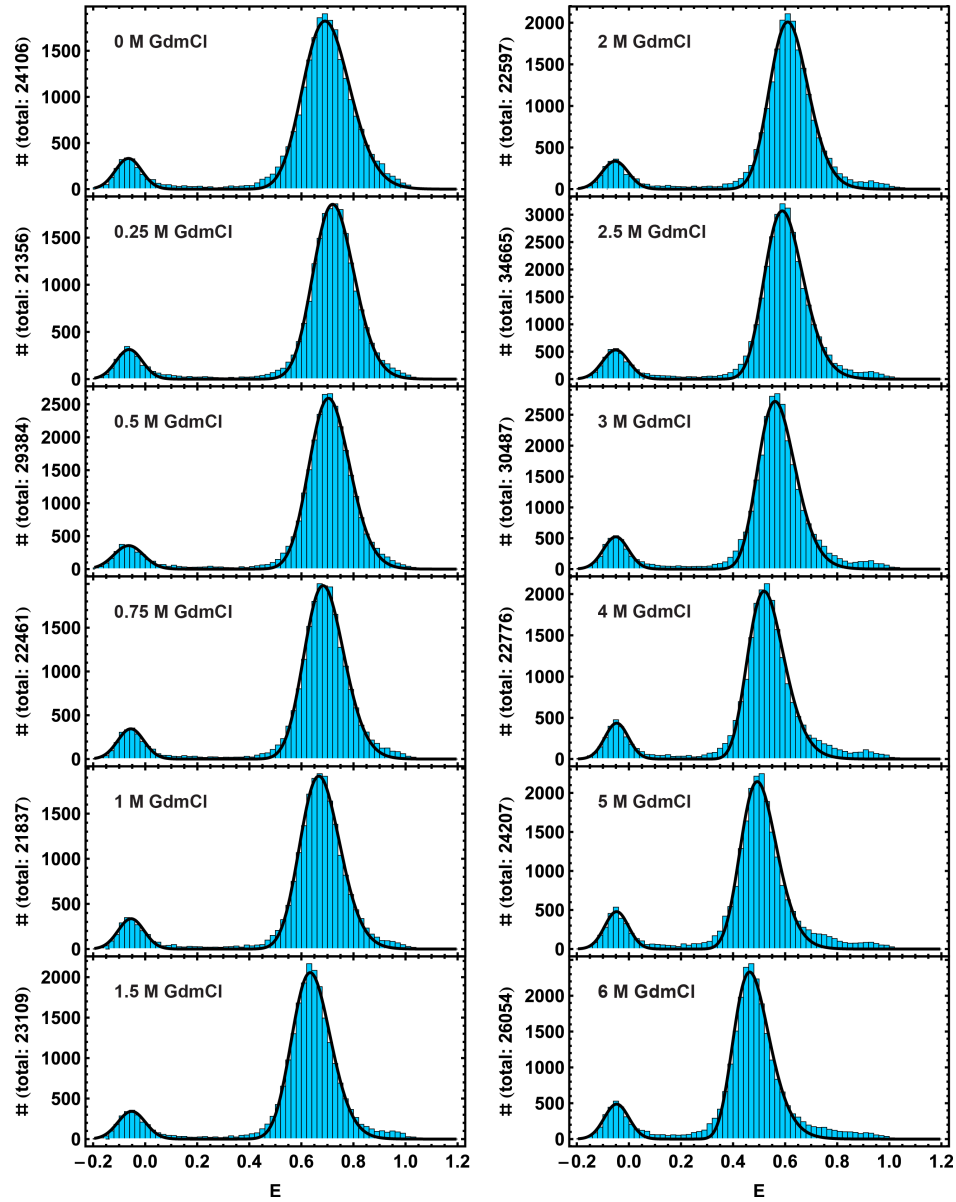 0 M GdmCl
# (total: 24106)
1500
1000
500
0
0.25 M GdmCl
# (total: 21356)
1500
1000
500
0
0.5 M GdmCl
# (total: 29384)
2500
2000
1500
1000
500
0
0.75 M GdmCl
# (total: 22461)
1500
1000
500
0
1 M GdmCl
# (total: 21837)
1500
1000
500
0
1.5 M GdmCl
# (total: 23109)
2000
1500
1000
500
0
−0.2 0.0 0.2 0.4 0.6 0.8 1.0 1.2
E
2 M GdmCl
# (total: 22597)
2000
1500
1000
500
0
2.5 M GdmCl
# (total: 34665)
3000
2500
2000
1500
1000
500
0
3 M GdmCl
# (total: 30487)
2500
2000
1500
1000
500
0
4 M GdmCl
# (total: 22776)
2000
1500
1000
500
0
5 M GdmCl
# (total: 24207)
2000
1500
1000
500
0
6 M GdmCl
# (total: 26054)
2000
1500
1000
500
0
−0.2 0.0 0.2 0.4 0.6 0.8 1.0 1.2
E